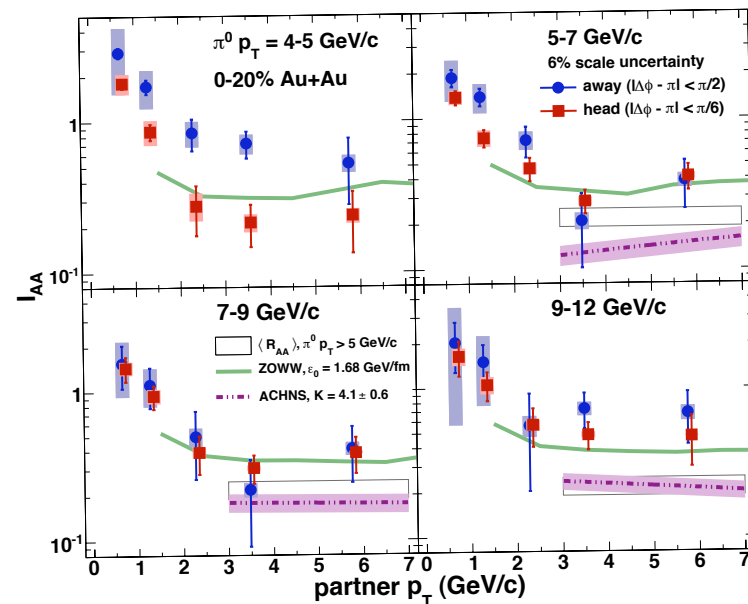 π⁰ p_T = 4-5 GeV/c
0-20% Au+Au
5-7 GeV/c
6% scale uncertainty
away (|Δϕ - π| < π/2)
head (|Δϕ - π| < π/6)
1
10⁻¹
I_AA
7-9 GeV/c
⟨ R_AA ⟩, π⁰ p_T > 5 GeV/c
ZOWW, ε₀ = 1.68 GeV/fm
ACHNS, K = 4.1 ± 0.6
9-12 GeV/c
1
10⁻¹
0 1 2 3 4 5 6 7 0 1 2 3 4 5 6 7
partner p_T (GeV/c)